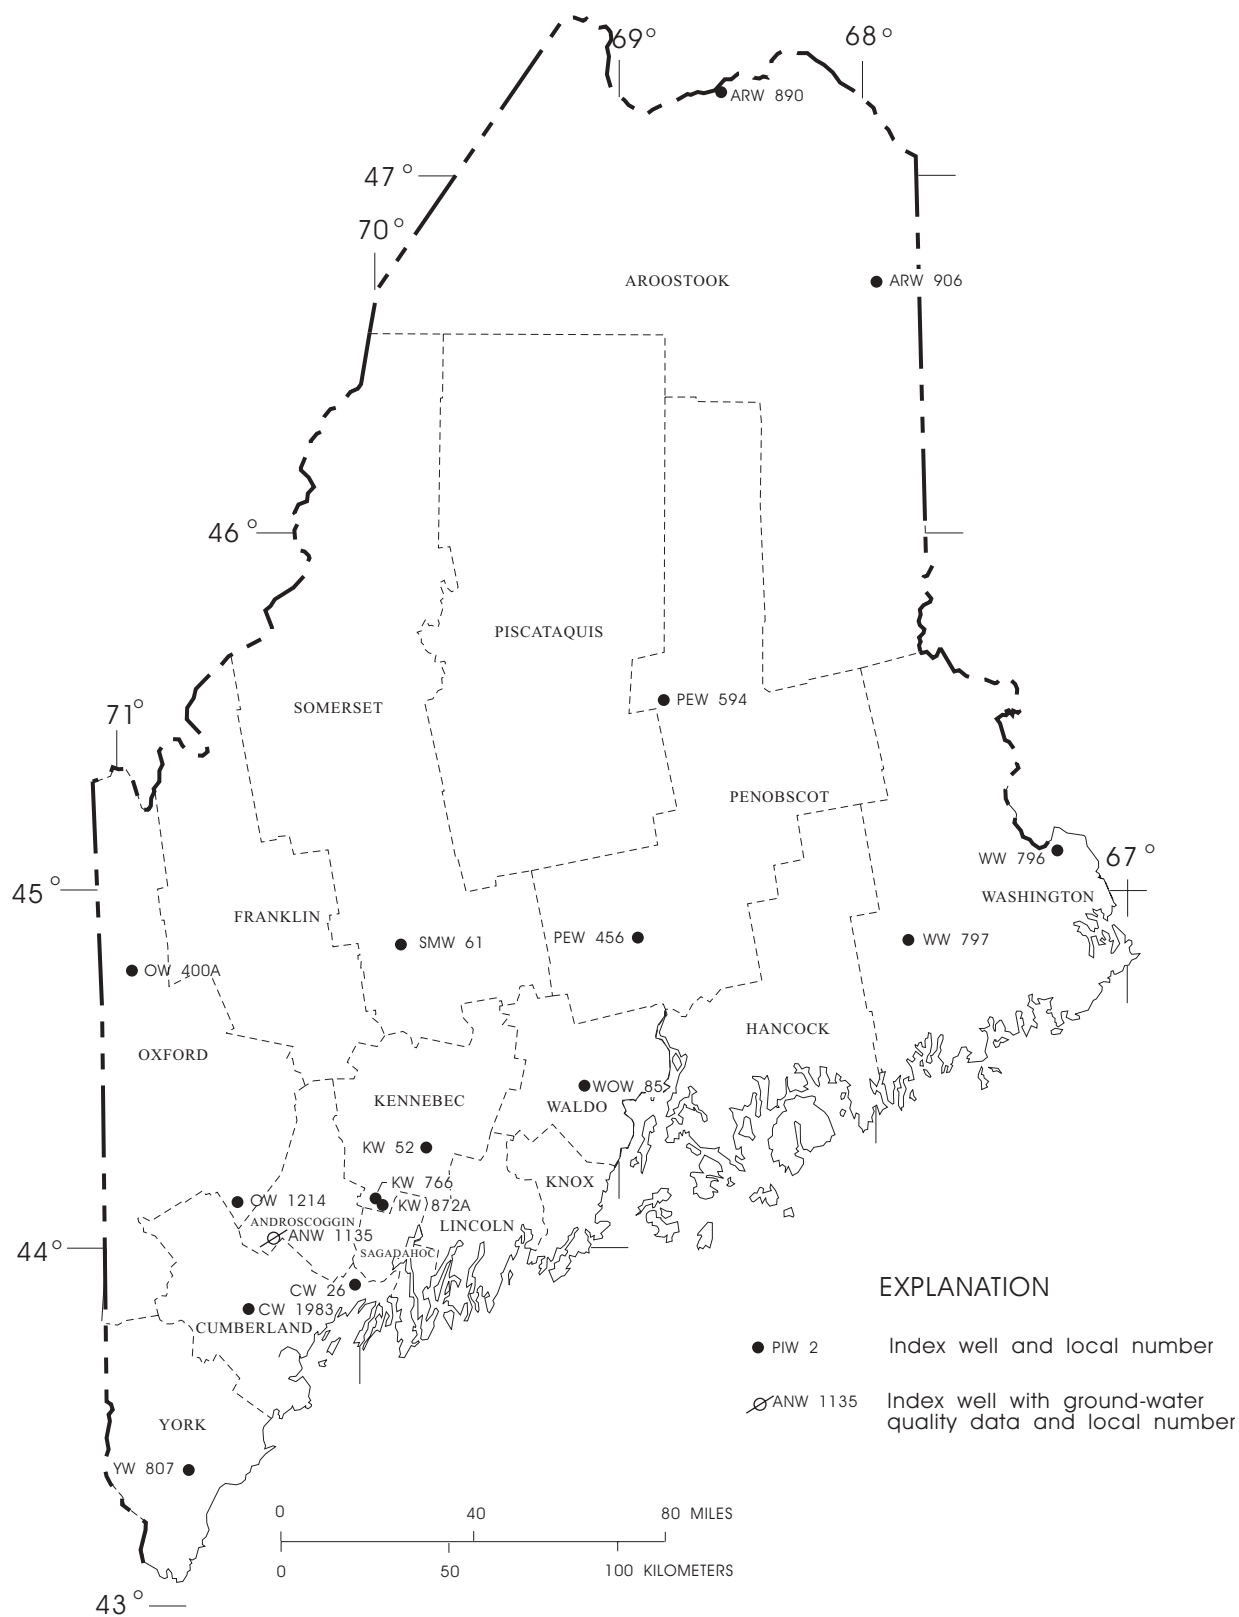 69°
68°
ARW 890
47°
70°
AROOSTOOK
ARW 906
46°
PISCATAQUIS
SOMERSET
PEW 594
71°
PENOBSCOT
WW 796
67°
45°
WASHINGTON
FRANKLIN
SMW 61
PEW 456
WW 797
OW 400A
HANCOCK
OXFORD
WOW 85
KENNEBEC
WALDO
KW 52
KNOX
KW 766
OW 1214
KW 872A
ANDROSCOGGIN
LINCOLN
ANW 1135
SAGADAHOC
44°
CW 26
EXPLANATION
CW 1983
CUMBERLAND
PIW 2 Index well and local number
ANW 1135 Index well with ground-water
quality data and local number
YORK
YW 807
0 40 80 MILES
0 50 100 KILOMETERS
43°